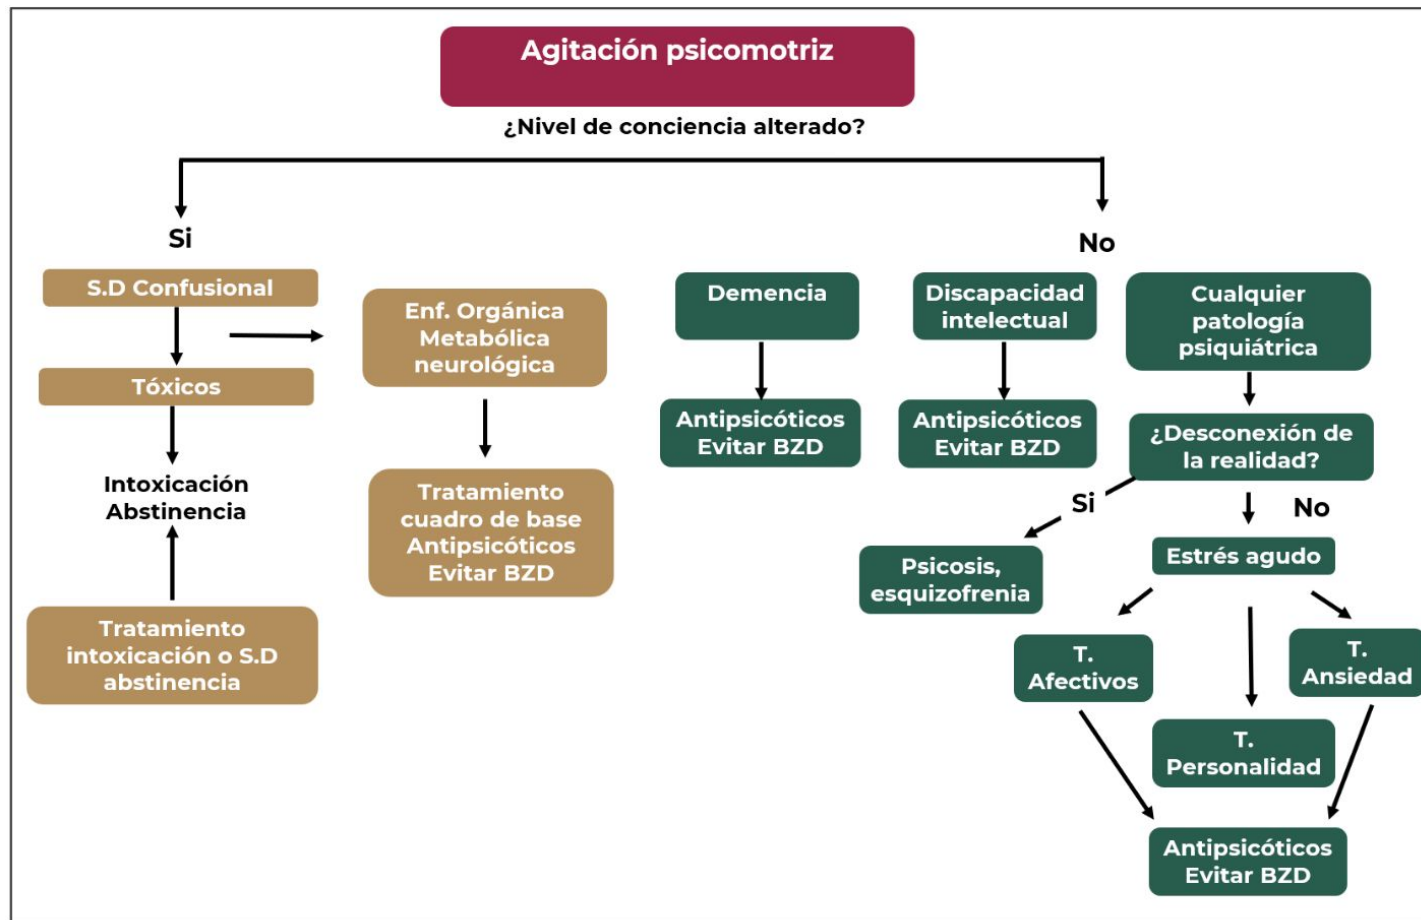 Agitación psicomotriz
¿Nivel de conciencia alterado?
Si
S.D Confusional
Tóxicos
Intoxicación
Abstinencia
Tratamiento
intoxicación o S.D
abstinencia
Enf. Orgánica
Metabólica
neurológica
Tratamiento
cuadro de base
Antipsicóticos
Evitar BZD
No
Demencia
Antipsicóticos
Evitar BZD
Discapacidad
intelectual
Antipsicóticos
Evitar BZD
Cualquier
patología
psiquiátrica
¿Desconexión de
la realidad?
Si
Psicosis,
esquizofrenia
No
Estrés agudo
T.
Afectivos
T.
Personalidad
T.
Ansiedad
Antipsicóticos
Evitar BZD